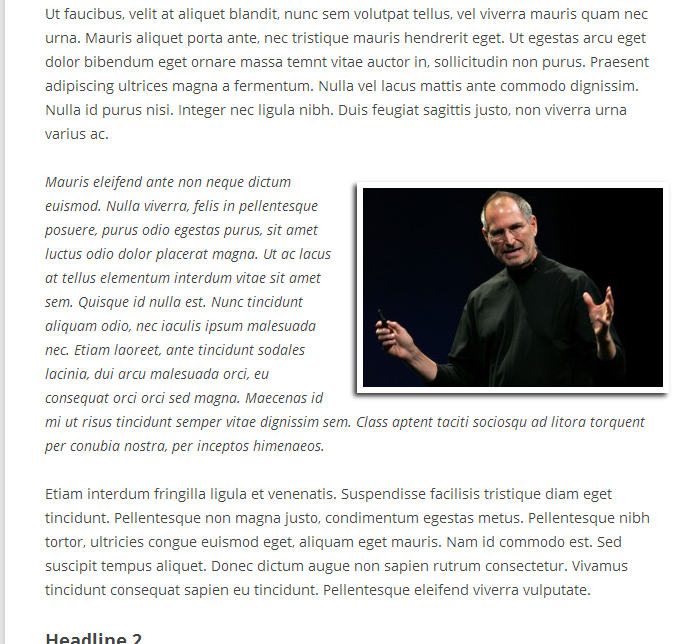 Ut faucibus, velit at aliquet blandit, nunc sem volutpat tellus, vel viverra mauris quam nec
urna. Mauris aliquet porta ante, nec tristique mauris hendrerit eget. Ut egestas arcu eget
dolor bibendum eget ornare massa temnt vitae auctor in, sollicitudin non purus. Praesent
adipiscing ultrices magna a fermentum. Nulla vel lacus mattis ante commodo dignissim.
Nulla id purus nisi. Integer nec ligula nibh. Duis feugiat sagittis justo, non viverra urna
varius ac.
Mauris eleifend ante non neque dictum
euismod. Nulla viverra, felis in pellentesque
posuere, purus odio egestas purus, sit amet
luctus odio dolor placerat magna. Ut ac lacus
at tellus elementum interdum vitae sit amet
sem. Quisque id nulla est. Nunc tincidunt
aliquam odio, nec iaculis ipsum malesuada
nec. Etiam laoreet, ante tincidunt sodales
lacinia, dui arcu malesuada orci, eu
consequat orci orci sed magna. Maecenas id
mi ut risus tincidunt semper vitae dignissim sem. Class aptent taciti sociosqu ad litora torquent
per conubia nostra, per inceptos himenaeos.
Etiam interdum fringilla ligula et venenatis. Suspendisse facilisis tristique diam eget
tincidunt. Pellentesque non magna justo, condimentum egestas metus. Pellentesque nibh
tortor, ultricies congue euismod eget, aliquam eget mauris. Nam id commodo est. Sed
suscipit tempus aliquet. Donec dictum augue non sapien rutrum consectetur. Vivamus
tincidunt consequat sapien eu tincidunt. Pellentesque eleifend viverra vulputate.
Headline 2